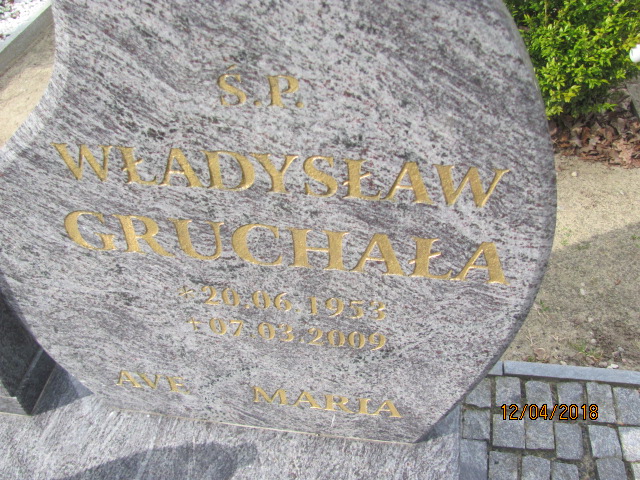 Ś.P.
WŁADYSŁAW
GRUCHAŁA
* 20.06.1953
+ 07.03.2009
AVE MARIA
12/04/2018